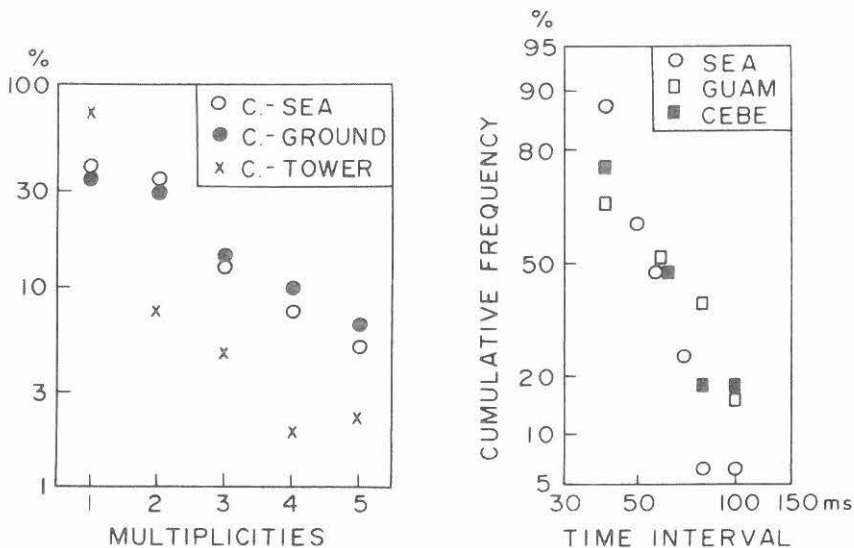 %
100
30
10
3
1
○ C.-SEA
● C.-GROUND
x C.-TOWER
1 2 3 4 5
MULTIPLICITIES
%
95
90
80
50
20
10
5
CUMULATIVE FREQUENCY
○ SEA
□ GUAM
■ CEBE
30 50 100 150 ms
TIME INTERVAL